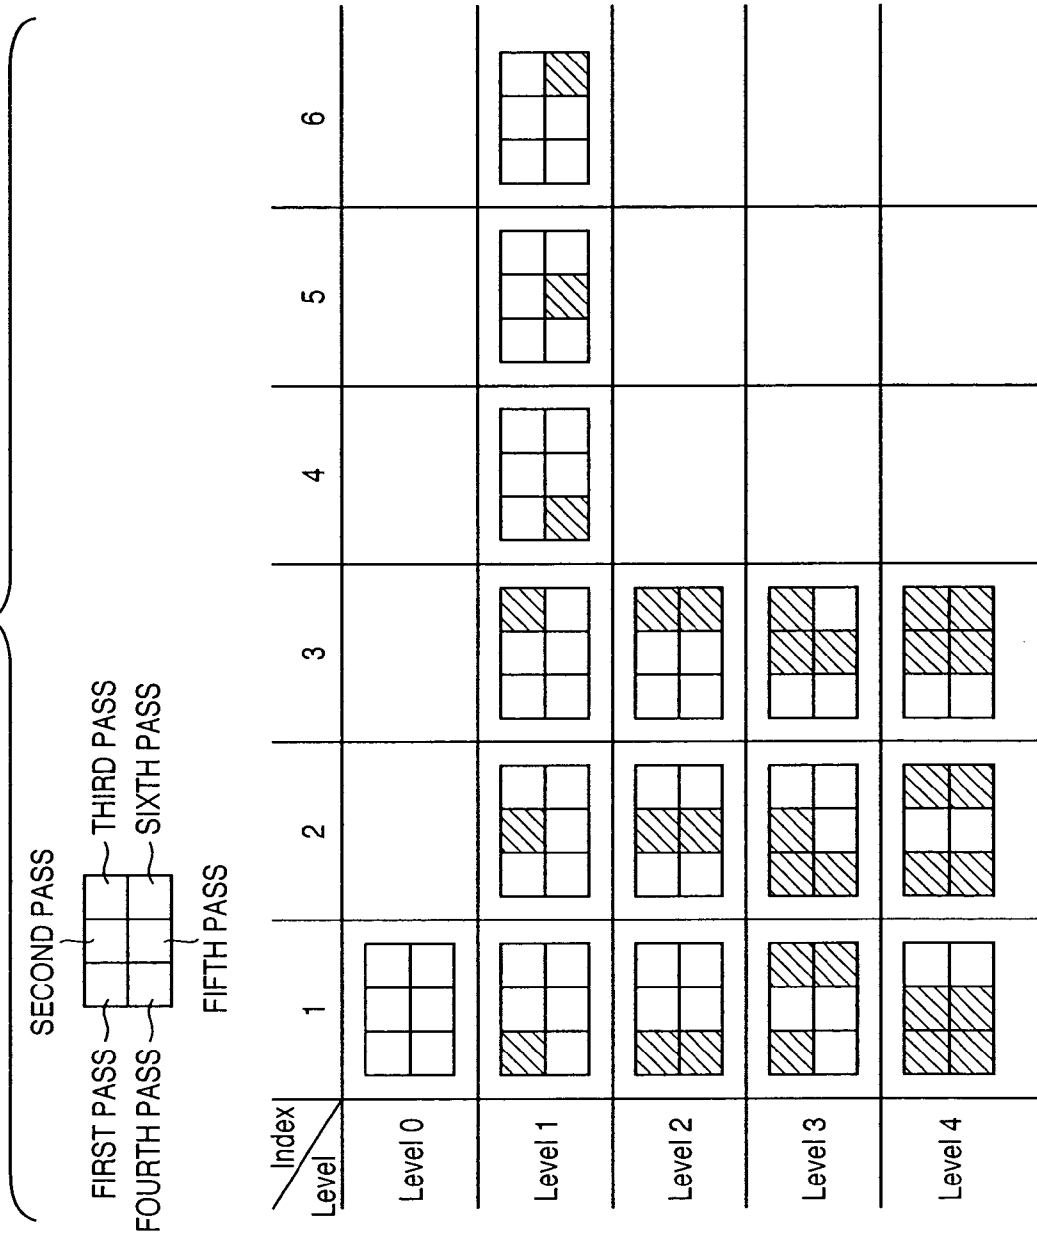 SECOND PASS
FIRST PASS
THIRD PASS
FOURTH PASS
SIXTH PASS
FIFTH PASS
Index
Level
1
2
3
4
5
6
Level 0
Level 1
Level 2
Level 3
Level 4